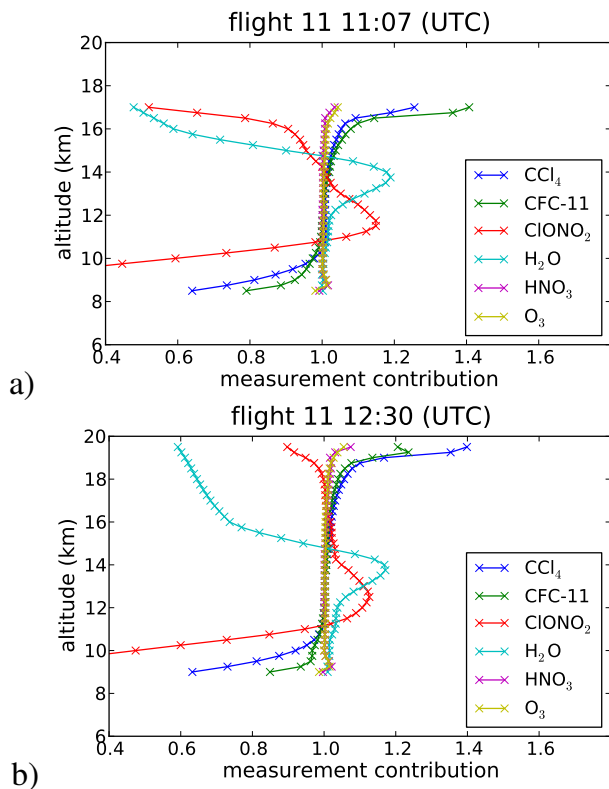 flight 11 11:07 (UTC)
20
18
16
14
12
10
8
6
altitude (km)
CCl₄
CFC-11
ClONO₂
H₂O
HNO₃
O₃
0.4 0.6 0.8 1.0 1.2 1.4 1.6
measurement contribution
a)
flight 11 12:30 (UTC)
20
18
16
14
12
10
8
6
altitude (km)
CCl₄
CFC-11
ClONO₂
H₂O
HNO₃
O₃
0.4 0.6 0.8 1.0 1.2 1.4 1.6
measurement contribution
b)